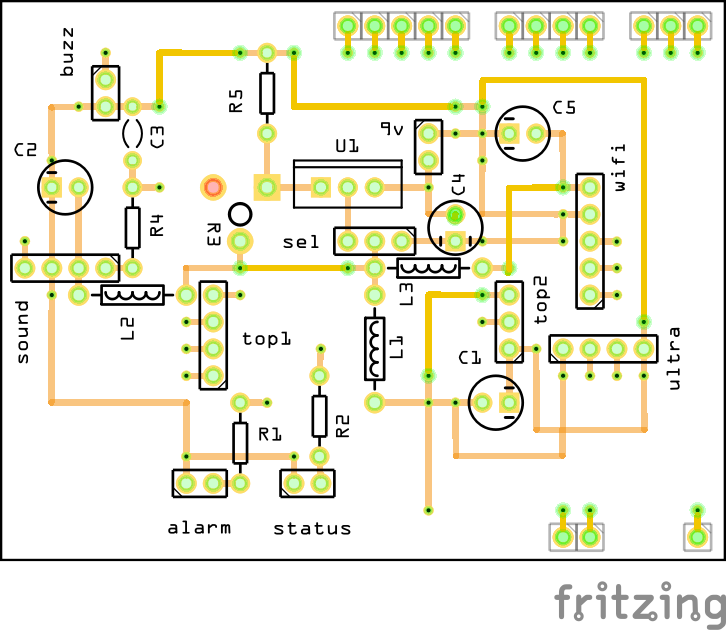 buzz
R5
C5
9v
U1
C3
C2
wifi
C4
R4
R3
sel
L3
top2
sound
L2
top1
L1
C1
ultra
R1
R2
alarm
status
fritzing